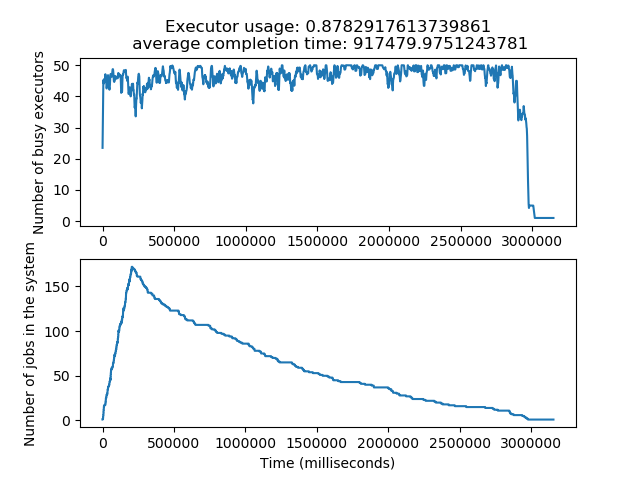 Executor usage: 0.8782917613739861
average completion time: 917479.9751243781
Number of busy executors
50
40
30
20
10
0
0 500000 1000000 1500000 2000000 2500000 3000000
Number of jobs in the system
150
100
50
0
0 500000 1000000 1500000 2000000 2500000 3000000
Time (milliseconds)